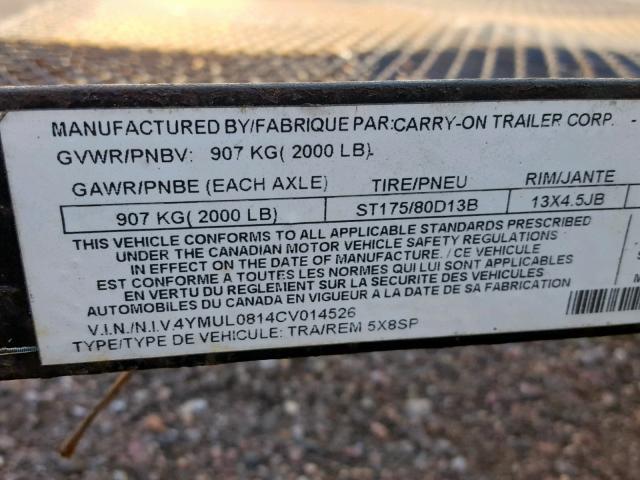 MANUFACTURED BY/FABRIQUE PAR:CARRY-ON TRAILER CORP. -
GVWR/PNBV: 907 KG( 2000 LB).
GAWR/PNBE (EACH AXLE) TIRE/PNEU RIM/JANTE
907 KG( 2000 LB) ST175/80D13B 13X4.5JB
THIS VEHICLE CONFORMS TO ALL APPLICABLE STANDARDS PRESCRIBED
UNDER THE CANADIAN MOTOR VEHICLE SAFETY REGULATIONS
IN EFFECT ON THE DATE OF MANUFACTURE. / CE VEHICULE
EST CONFORME A TOUTES LES NORMES QUI LUI SONT APPLICABLES
EN VERTU DU REGLEMENT SUR LA SECURITE DES VEHICULES
AUTOMOBILES DU CANADA EN VIGUEUR A LA DATE DE SA FABRICATION
V.I.N./N.I.V.4YMUL0814CV014526
TYPE/TYPE DE VEHICULE: TRA/REM 5X8SP